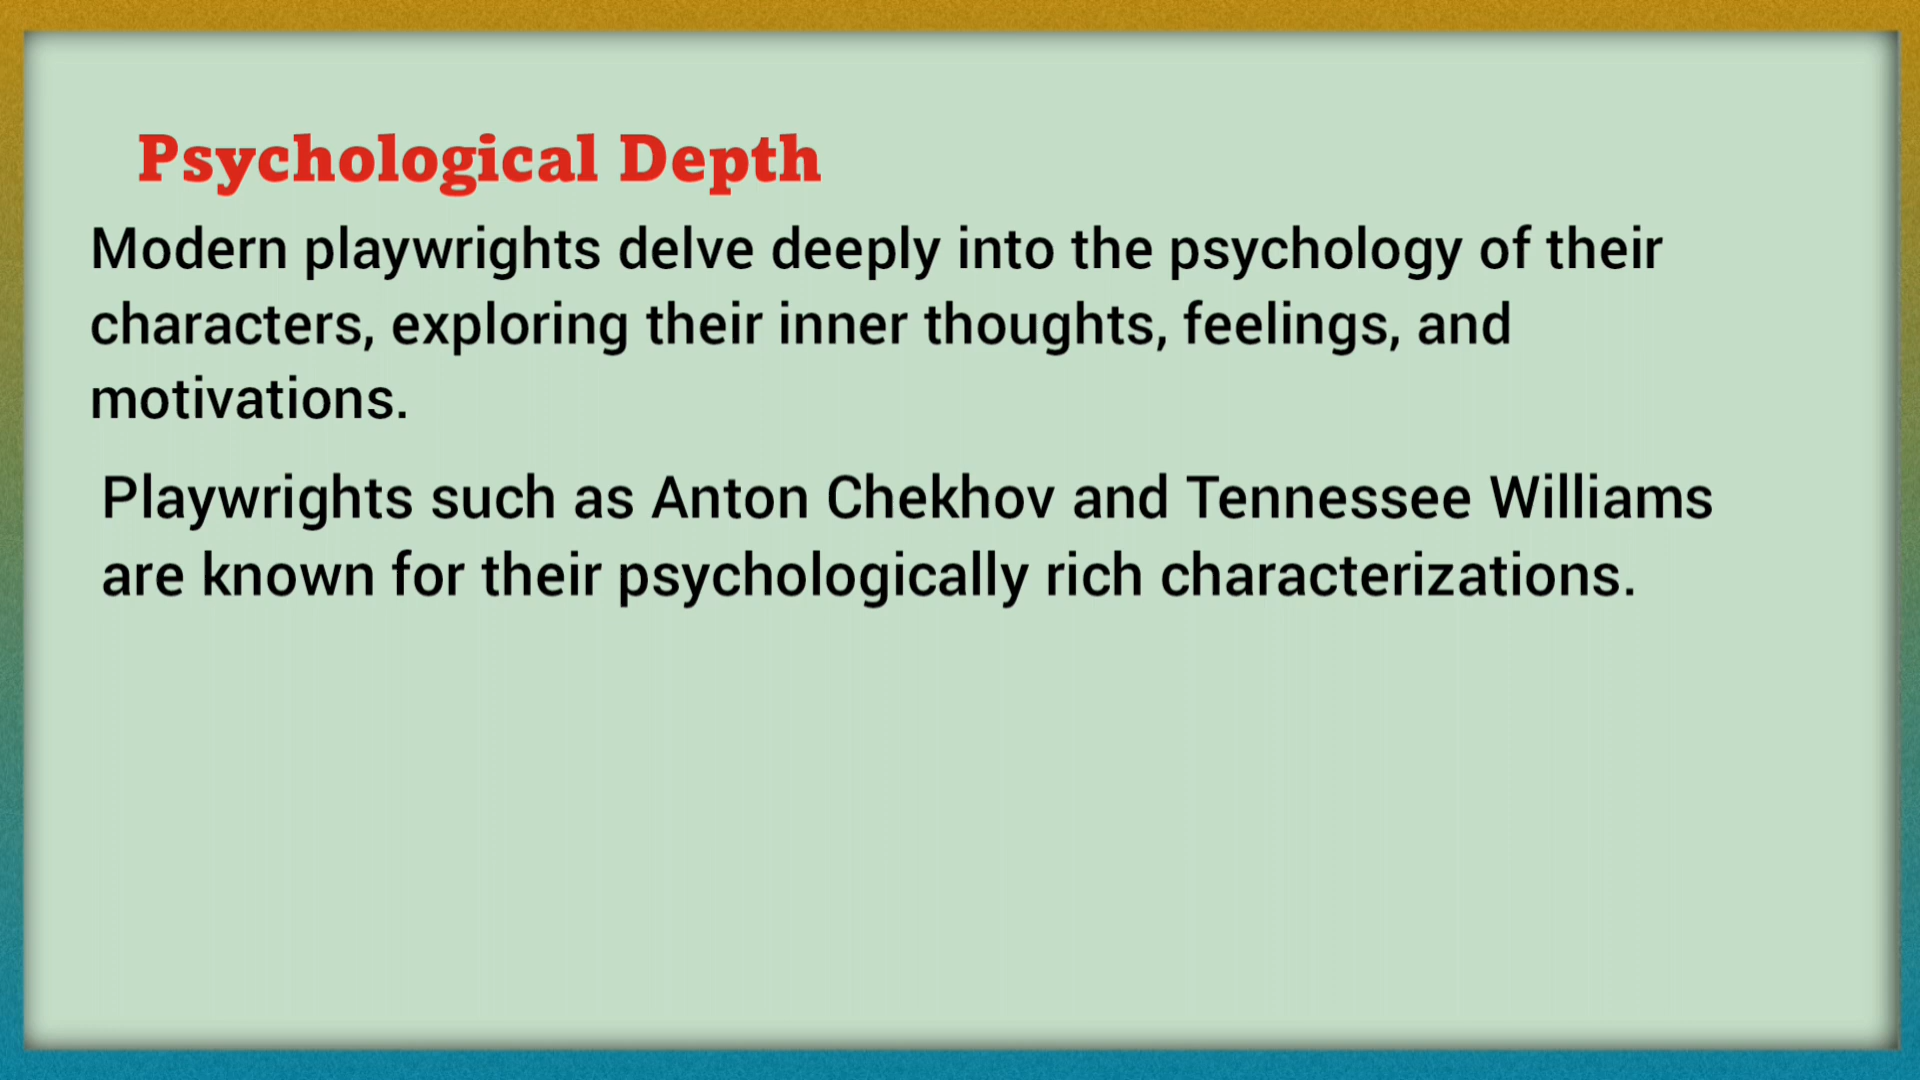 Psychological Depth
Modern playwrights delve deeply into the psychology of their
characters, exploring their inner thoughts, feelings, and
motivations.
Playwrights such as Anton Chekhov and Tennessee Williams
are known for their psychologically rich characterizations.